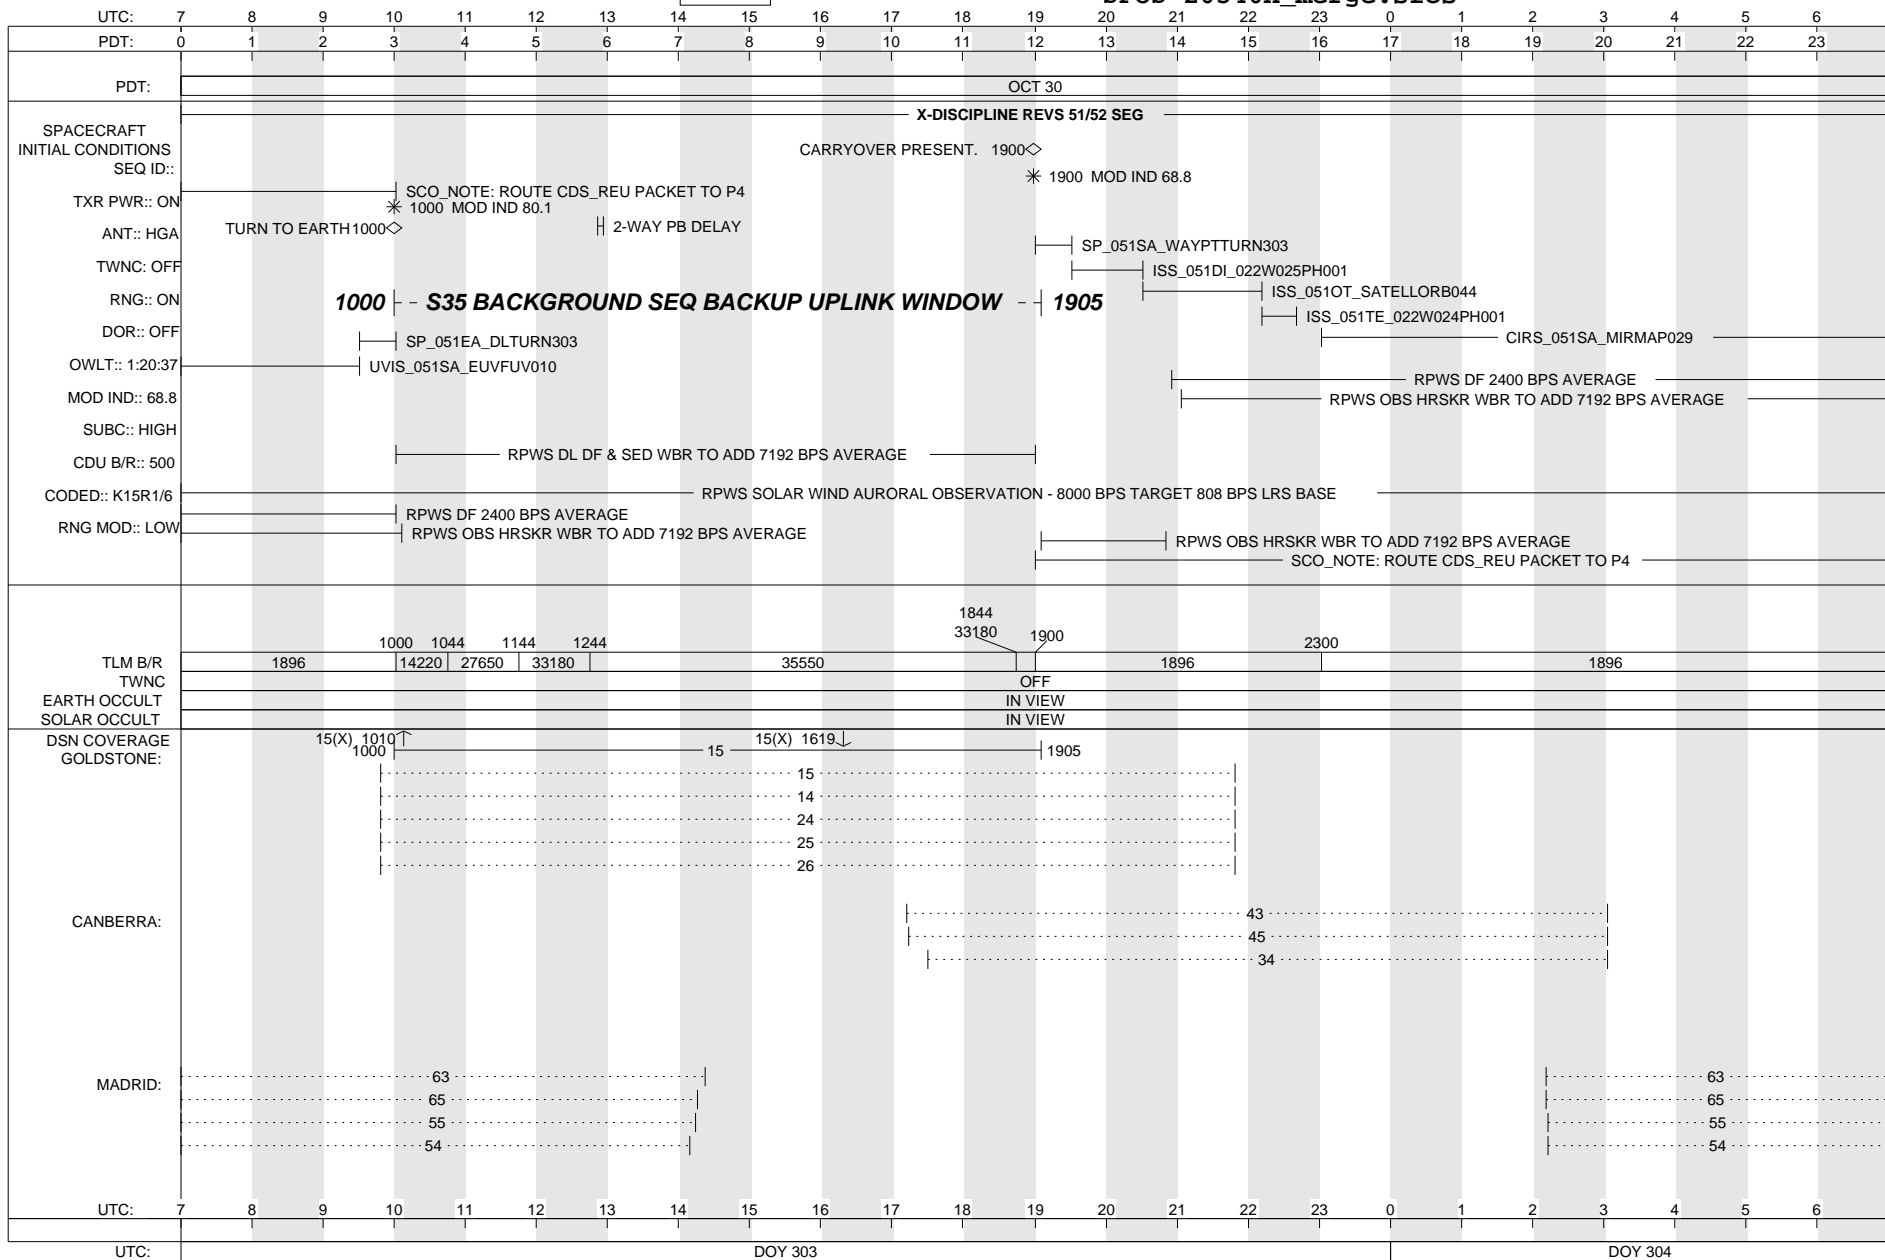 UTC: 7 8 9 10 11 12 13 14 15 16 17 18 19 20 21 22 23 0 1 2 3 4 5 6
PDT: 0 1 2 3 4 5 6 7 8 9 10 11 12 13 14 15 16 17 18 19 20 21 22 23
PDT: OCT 30
X-DISCIPLINE REVS 51/52 SEG
SPACECRAFT
INITIAL CONDITIONS
SEQ ID::
TXR PWR:: ON
ANT:: HGA
TWNC: OFF
RNG:: ON
DOR:: OFF
OWLT:: 1:20:37
MOD IND:: 68.8
SUBC:: HIGH
CDU B/R:: 500
CODED:: K15R1/6
RNG MOD:: LOW
CARRYOVER PRESENT. 1900
1900 MOD IND 68.8
SCO_NOTE: ROUTE CDS_REU PACKET TO P4
1000 MOD IND 80.1
TURN TO EARTH 1000
2-WAY PB DELAY
SP_051SA_WAYPTTURN303
ISS_051DI_022W025PH001
ISS_051OT_SATELLORB044
1000 S35 BACKGROUND SEQ BACKUP UPLINK WINDOW 1905
ISS_051TE_022W024PH001
CIRS_051SA_MIRMAP029
SP_051EA_DLTURN303
UVIS_051SA_EUVFUV010
RPWS DF 2400 BPS AVERAGE
RPWS OBS HRSKR WBR TO ADD 7192 BPS AVERAGE
RPWS DL DF & SED WBR TO ADD 7192 BPS AVERAGE
RPWS SOLAR WIND AURORAL OBSERVATION - 8000 BPS TARGET 808 BPS LRS BASE
RPWS DF 2400 BPS AVERAGE
RPWS OBS HRSKR WBR TO ADD 7192 BPS AVERAGE
RPWS OBS HRSKR WBR TO ADD 7192 BPS AVERAGE
SCO_NOTE: ROUTE CDS_REU PACKET TO P4
1844
33180
1000 1044 1144 1244 1900 2300
TLM B/R 1896 14220 27650 33180 35550 1896 1896
TWNC OFF
EARTH OCCULT IN VIEW
SOLAR OCCULT IN VIEW
DSN COVERAGE
GOLDSTONE:
15(X) 1010 15(X) 1619
1000 15 1905
15
14
24
25
26
CANBERRA:
43
45
34
MADRID:
63 63
65 65
55 55
54 54
UTC: 7 8 9 10 11 12 13 14 15 16 17 18 19 20 21 22 23 0 1 2 3 4 5 6
UTC: DOY 303 DOY 304